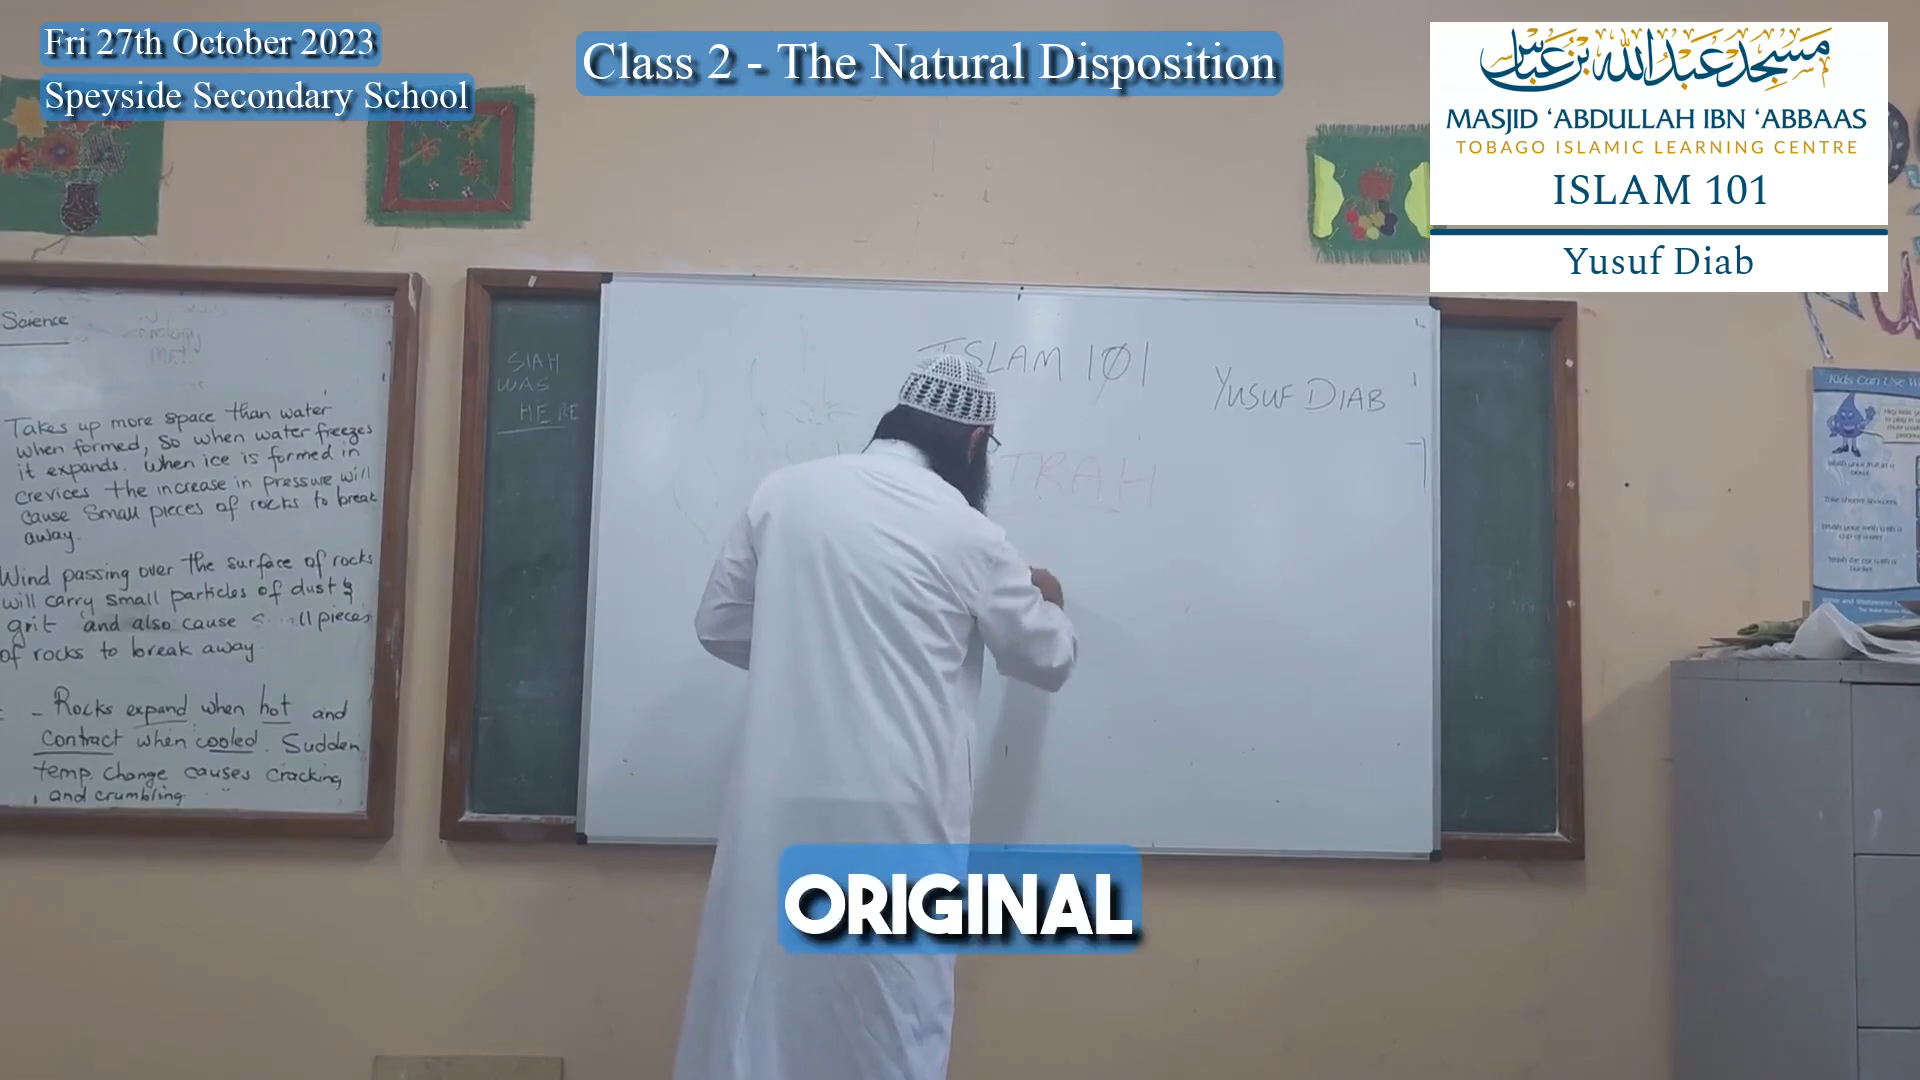 Fri 27th October 2023
Speyside Secondary School
Class 2 - The Natural Disposition
مسجد عبدالله بن عباس
MASJID ‘ABDULLAH IBN ‘ABBAAS
TOBAGO ISLAMIC LEARNING CENTRE
ISLAM 101
Yusuf Diab
Science
Takes up more space than water
when formed, so when water freezes
it expands. When ice is formed in
crevices the increase in pressure will
cause small pieces of rocks to break
away.
Wind passing over the surface of rocks
will carry small particles of dust &
grit and also cause pieces
of rocks to break away
- Rocks expand when hot and
contract when cooled. Sudden
temp. change causes cracking
and crumbling
SIAH
WAS
HERE
ISLAM 101
YUSUF DIAB
TRAH
Kids Can Use
ORIGINAL